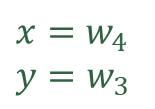 x = w₄
y = w₃